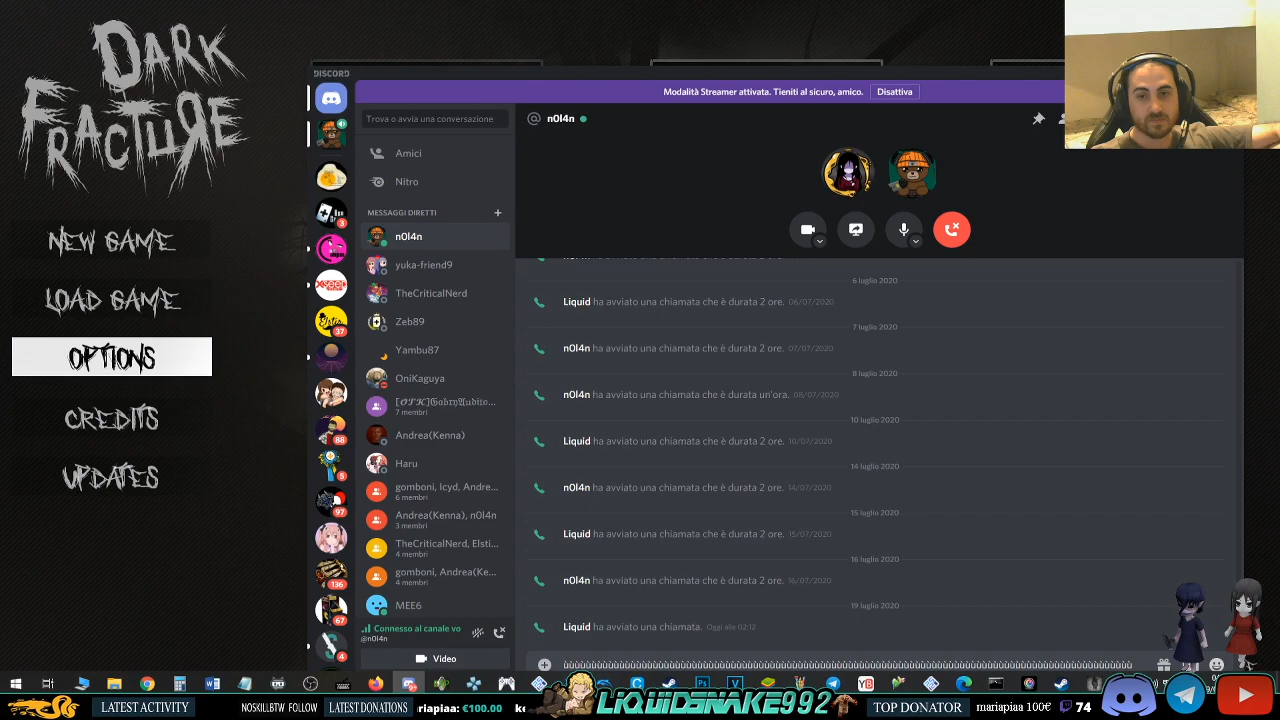 DARK
FRACTURE
NEW GAME
LOAD GAME
OPTIONS
CREDITS
UPDATES
DISCORD
Modalità Streamer attivata. Tieniti al sicuro, amico.
Disattiva
Trova o avvia una conversazione
Amici
Nitro
MESSAGGI DIRETTI
n0l4n
yuka-friend9
TheCriticalNerd
Zeb89
Yambu87
OniKaguya
7 membri
Andrea(Kenna)
Haru
gomboni, Icyd, Andre...
6 membri
Andrea(Kenna), n0l4n
3 membri
TheCriticalNerd, Elsti...
4 membri
gomboni, Andrea(Ke...
4 membri
MEE6
Connesso al canale vo
@n0l4n
Video
3
37
88
5
97
136
67
4
@ n0l4n
6 luglio 2020
Liquid ha avviato una chiamata che è durata 2 ore. 06/07/2020
7 luglio 2020
n0l4n ha avviato una chiamata che è durata 2 ore. 07/07/2020
8 luglio 2020
n0l4n ha avviato una chiamata che è durata un'ora. 08/07/2020
10 luglio 2020
Liquid ha avviato una chiamata che è durata 2 ore. 10/07/2020
14 luglio 2020
n0l4n ha avviato una chiamata che è durata 2 ore. 14/07/2020
15 luglio 2020
Liquid ha avviato una chiamata che è durata 2 ore. 15/07/2020
16 luglio 2020
n0l4n ha avviato una chiamata che è durata 2 ore. 16/07/2020
19 luglio 2020
Liquid ha avviato una chiamata. Oggi alle 02:12
LATEST ACTIVITY
NOSKILLBTW FOLLOW
LATEST DONATIONS
riapiaa: €100.00
LIQUIDSNAKE992
TOP DONATOR
mariapiaa 100€
74